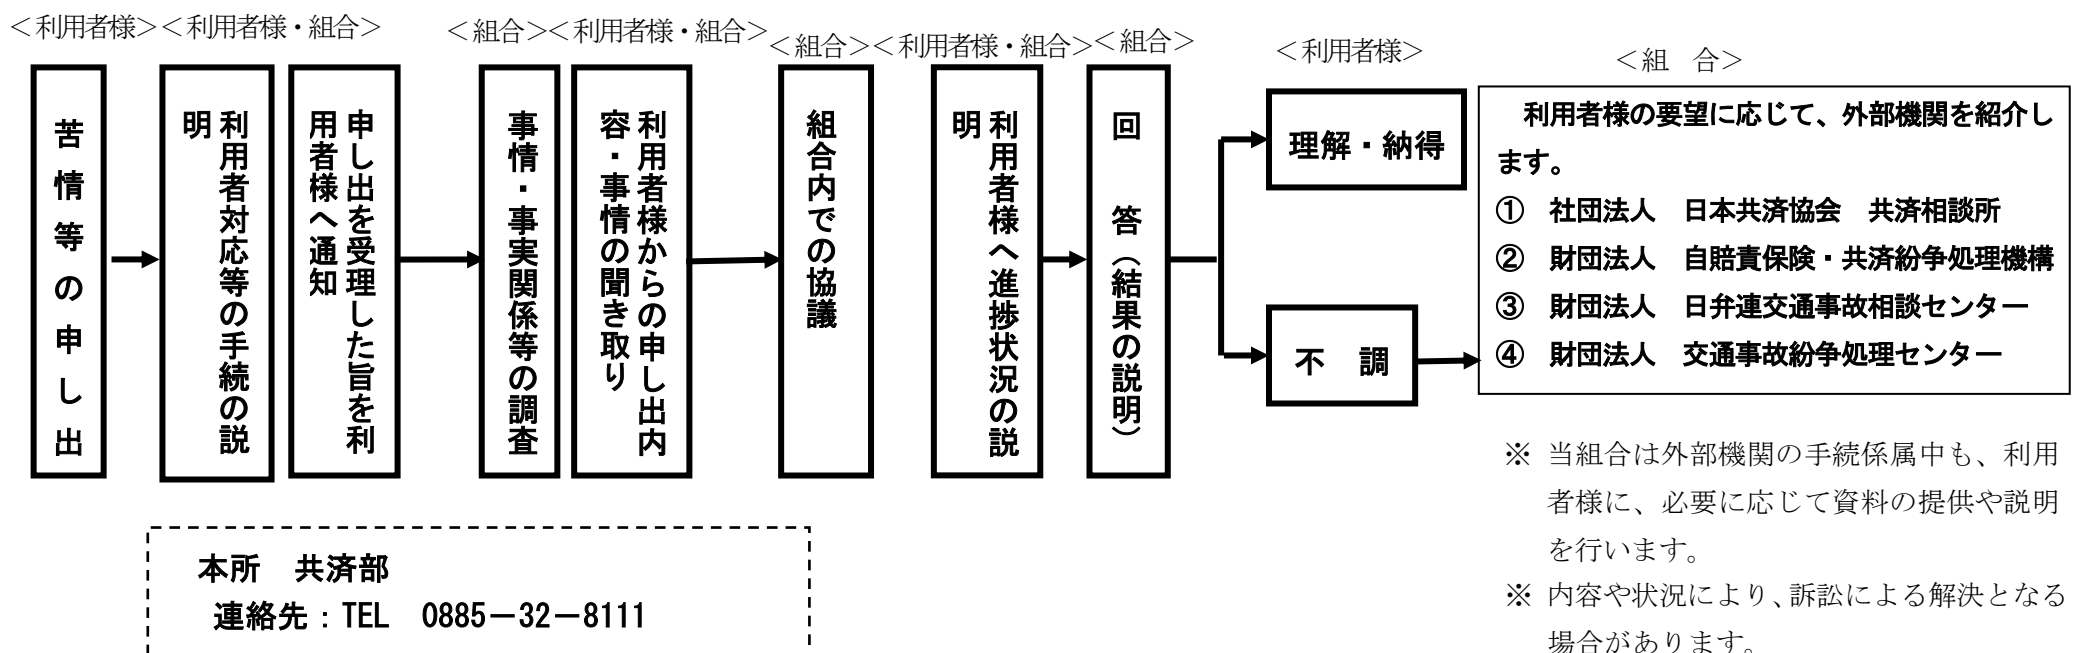 ＜利用者様＞＜利用者様・組合＞
＜組合＞＜利用者様・組合＞
＜組合＞＜利用者様・組合＞＜組合＞
＜利用者様＞
＜組　合＞
苦情等の申し出
利用者対応等の手続の説
明
申し出を受理した旨を利
用者様へ通知
事情・事実関係等の調査
利用者様からの申し出内
容・事情の聞き取り
組合内での協議
利用者様へ進捗状況の説
明
回　答（結果の説明）
理解・納得
不　調
利用者様の要望に応じて、外部機関を紹介し
ます。
①　社団法人　日本共済協会　共済相談所
②　財団法人　自賠責保険・共済紛争処理機構
③　財団法人　日弁連交通事故相談センター
④　財団法人　交通事故紛争処理センター
※ 当組合は外部機関の手続係属中も、利用
者様に、必要に応じて資料の提供や説明
を行います。
※ 内容や状況により、訴訟による解決となる
場合があります。
本所　共済部
連絡先：TEL　0885－32－8111